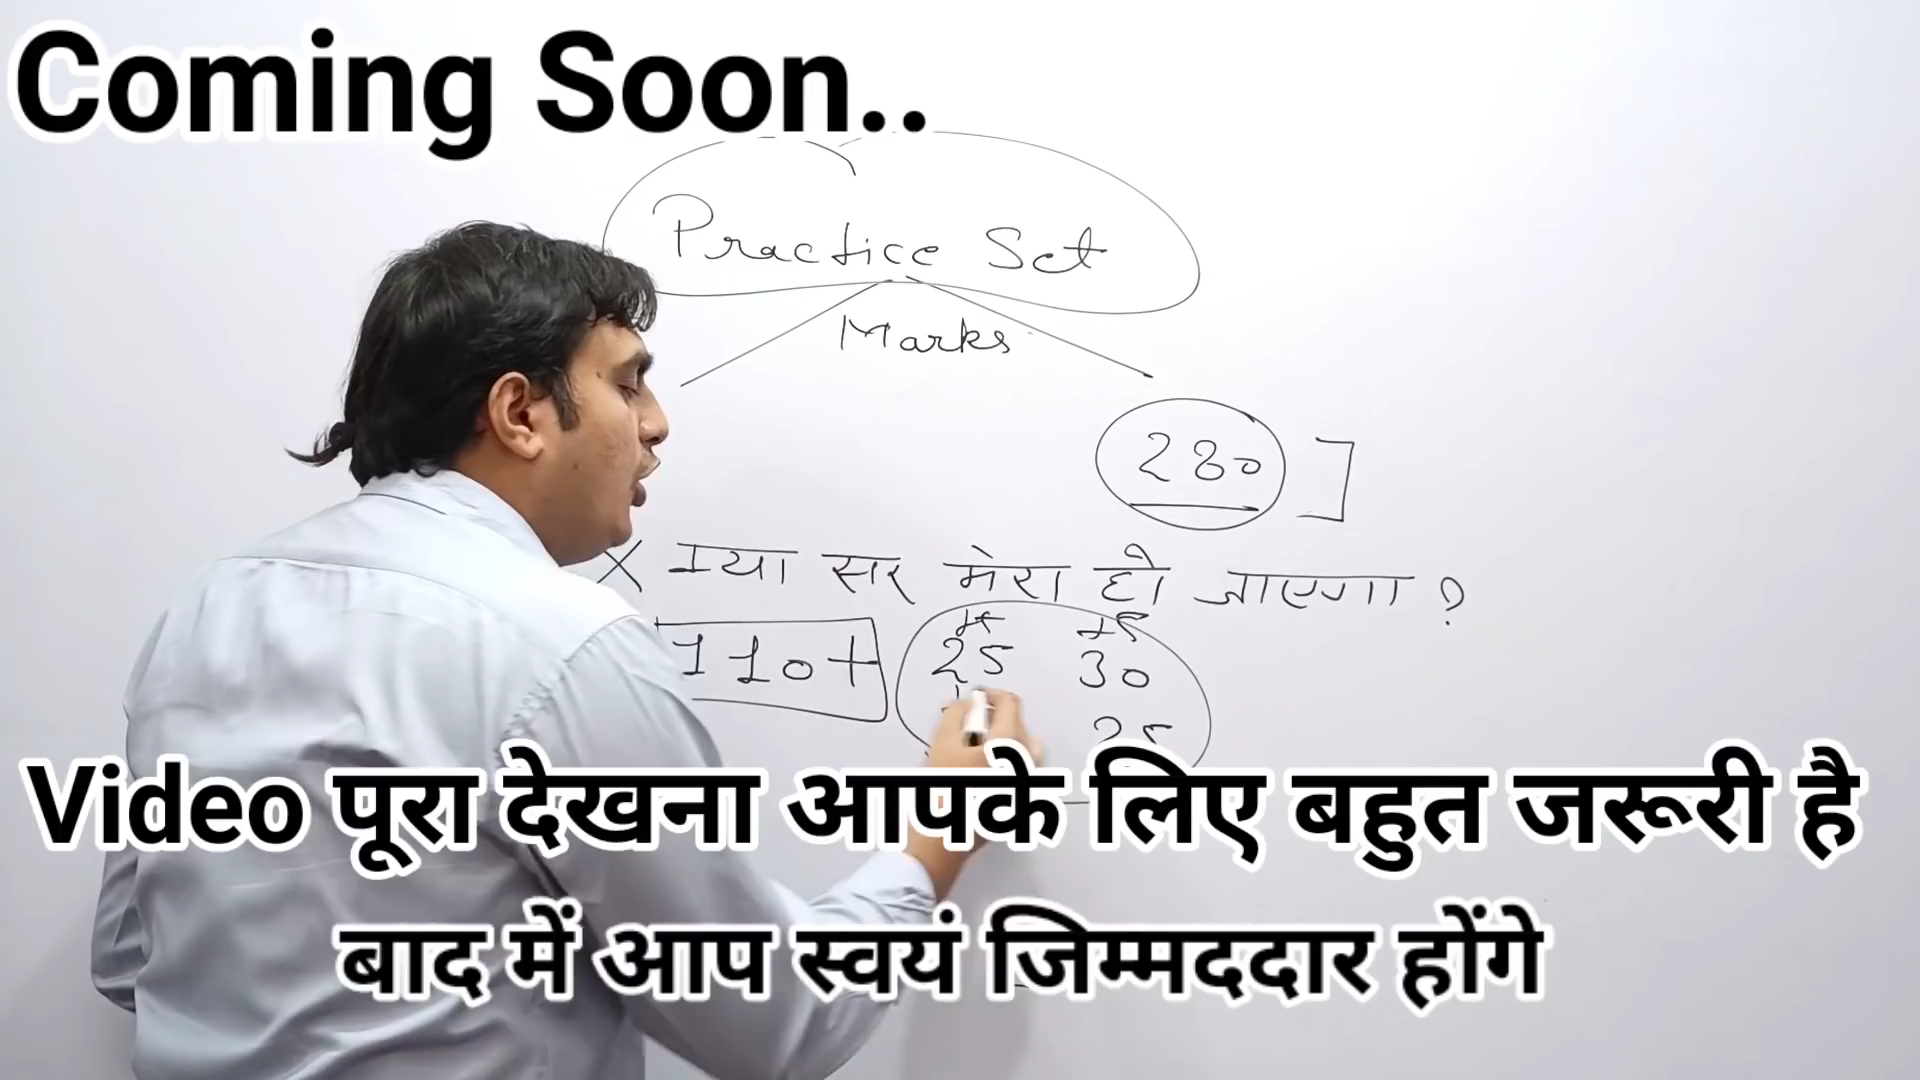 Coming Soon..
Practice Set
Marks
280
X क्या सर मेरा हो जाएगा ?
110+ 25 30
25
Video पूरा देखना आपके लिए बहुत जरूरी है
बाद में आप स्वयं जिम्मददार होंगे